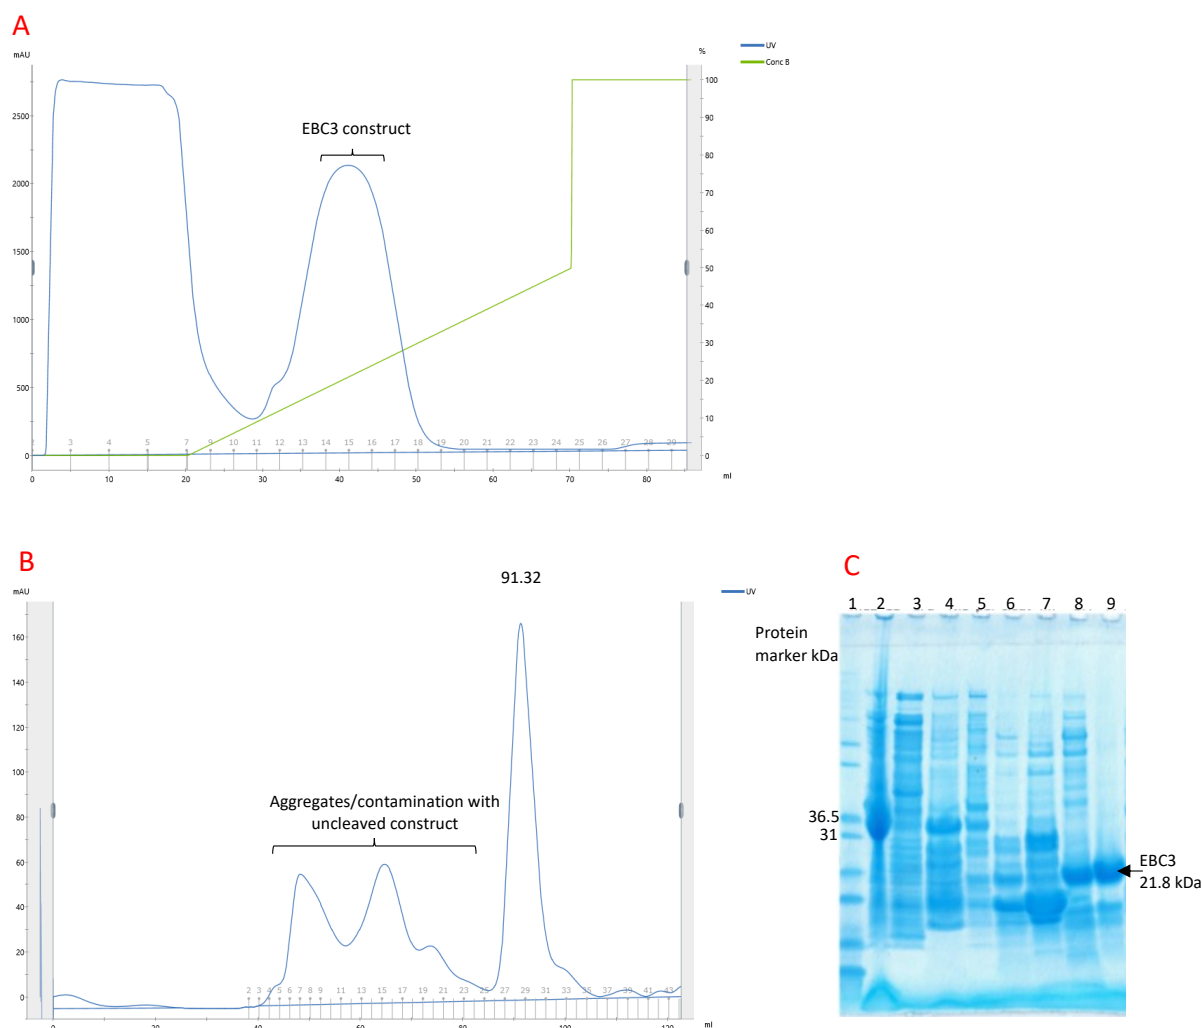 A
mAU
%
UV
Conc B
EBC3 construct
2500
2000
1500
1000
500
0
100
90
80
70
60
50
40
30
20
10
0
2 3 4 5 7 9 10 11 12 13 14 15 16 17 18 19 20 21 22 23 24 25 26 27 28 29
0 10 20 30 40 50 60 70 80 ml
B
91.32
mAU
UV
Aggregates/contamination with
uncleaved construct
160
140
120
100
80
60
40
20
0
2 3 4 5 6 7 8 9 11 13 15 17 19 21 23 25 27 29 31 33 35 37 39 41 43
0 20 40 60 80 100 120 ml
C
1 2 3 4 5 6 7 8 9
Protein
marker kDa
36.5
31
EBC3
21.8 kDa